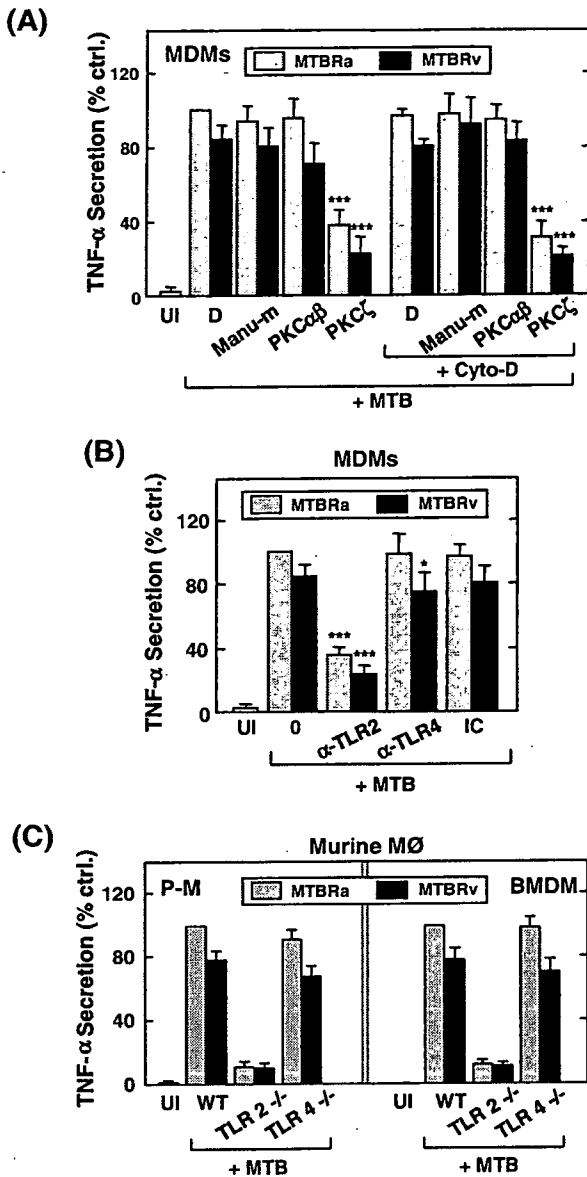 (A)
MDMs
MTBRa MTBRv
TNF-α Secretion (% ctrl.)
120
80
40
0
*** *** *** ***
UI D Manu-m PKCαβ PKCζ D Manu-m PKCαβ PKCζ
+ Cyto-D
+ MTB
(B)
MDMs
MTBRa MTBRv
TNF-α Secretion (% ctrl.)
120
80
40
0
*** *** *
UI 0 α-TLR2 α-TLR4 IC
+ MTB
(C)
Murine MØ
P-M MTBRa MTBRv BMDM
TNF-α Secretion (% ctrl.)
120
80
40
0
UI WT TLR 2 -/- TLR 4 -/- UI WT TLR 2 -/- TLR 4 -/-
+ MTB + MTB